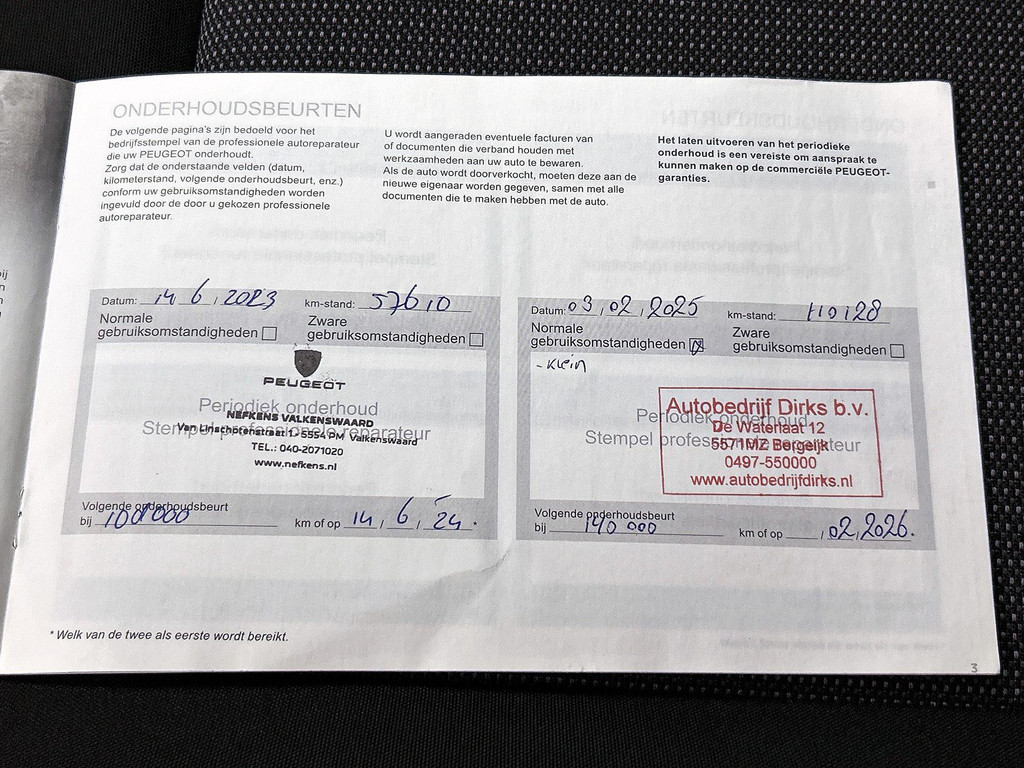 ONDERHOUDSBEURTEN
De volgende pagina's zijn bedoeld voor het
bedrijfsstempel van de professionele autoreparateur
die uw PEUGEOT onderhoudt.
Zorg dat de onderstaande velden (datum,
kilometerstand, volgende onderhoudsbeurt, enz.)
conform uw gebruiksomstandigheden worden
ingevuld door de door u gekozen professionele
autoreparateur.
U wordt aangeraden eventuele facturen van
of documenten die verband houden met
werkzaamheden aan uw auto te bewaren.
Als de auto wordt doorverkocht, moeten deze aan de
nieuwe eigenaar worden gegeven, samen met alle
documenten die te maken hebben met de auto.
Het laten uitvoeren van het periodieke
onderhoud is een vereiste om aanspraak te
kunnen maken op de commerciële PEUGEOT-
garanties.
Datum: 14, 6, 2023 km-stand: 57610
Normale
gebruiksomstandigheden
Zware
gebruiksomstandigheden
PEUGEOT
Periodiek onderhoud
Stempel professionele reparateur
NEFKENS VALKENSWAARD
Van Linschotenstraat 1 - 5554 PM Valkenswaard
TEL.: 040-2071020
www.nefkens.nl
Volgende onderhoudsbeurt
bij 100000 km of op 14, 6, 24.
Datum: 03, 02, 2025 km-stand: 110128
Normale
gebruiksomstandigheden
Zware
gebruiksomstandigheden
- Klein
Periodiek onderhoud
Stempel professionele reparateur
Autobedrijf Dirks b.v.
De Waterlaat 12
5571MZ Bergeijk
0497-550000
www.autobedrijfdirks.nl
Volgende onderhoudsbeurt
bij 140 000 km of op , 02, 2026.
* Welk van de twee als eerste wordt bereikt.
3